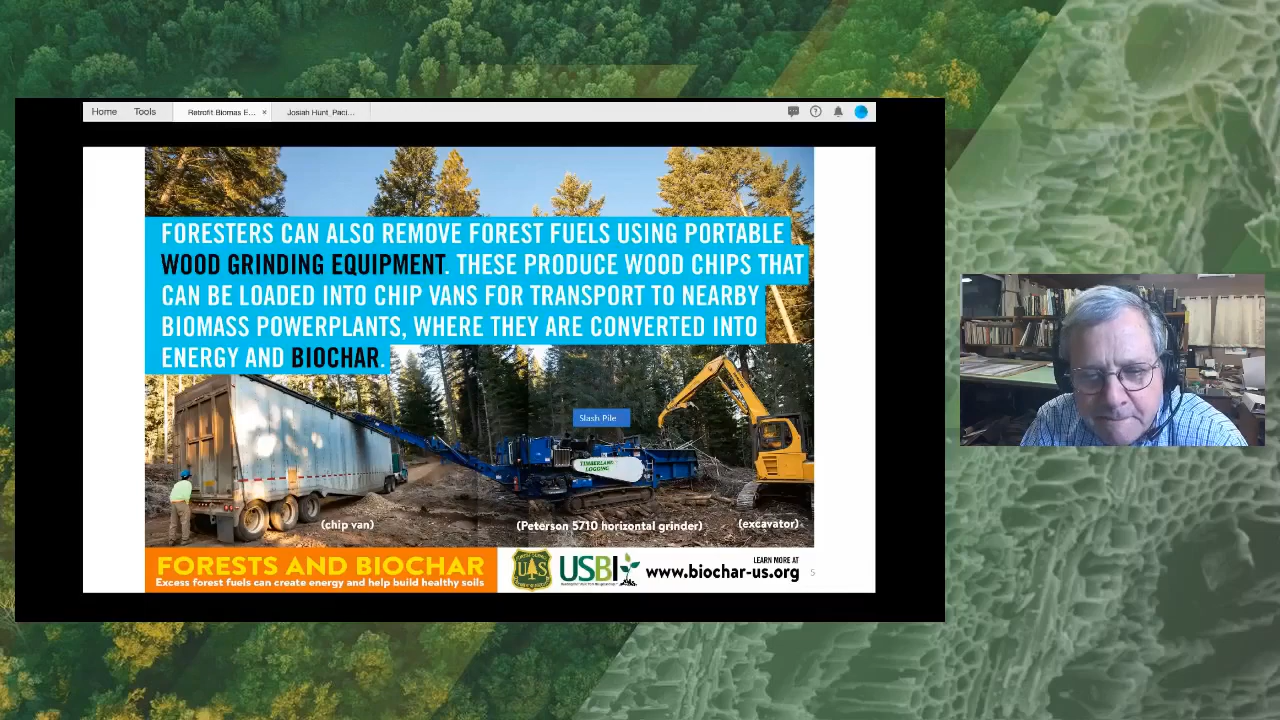 Home Tools Retrofit Biomas E... × Josiah Hunt_Paci...
FORESTERS CAN ALSO REMOVE FOREST FUELS USING PORTABLE
WOOD GRINDING EQUIPMENT. THESE PRODUCE WOOD CHIPS THAT
CAN BE LOADED INTO CHIP VANS FOR TRANSPORT TO NEARBY
BIOMASS POWERPLANTS, WHERE THEY ARE CONVERTED INTO
ENERGY AND BIOCHAR.
Slash Pile
TIMBERLAND
LOGGING
(chip van)
(Peterson 5710 horizontal grinder)
(excavator)
FORESTS AND BIOCHAR
Excess forest fuels can create energy and help build healthy soils
UAS
USBI
LEARN MORE AT
www.biochar-us.org
5